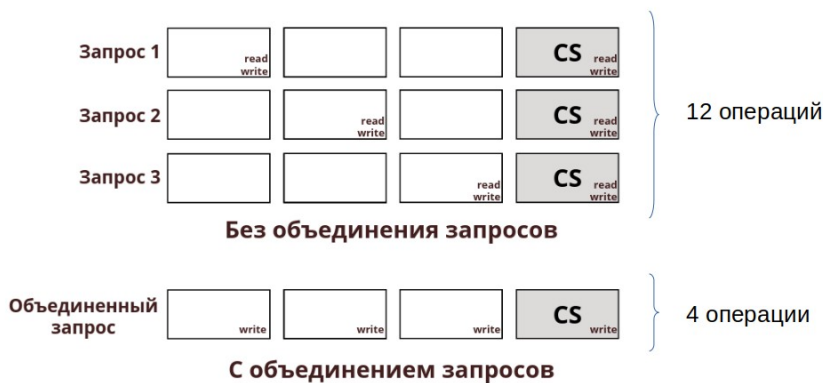 Запрос 1
read
write
CS
read
write
Запрос 2
read
write
CS
read
write
12 операций
Запрос 3
read
write
CS
read
write
Без объединения запросов
Объединенный
запрос
write
write
write
CS
write
4 операции
С объединением запросов